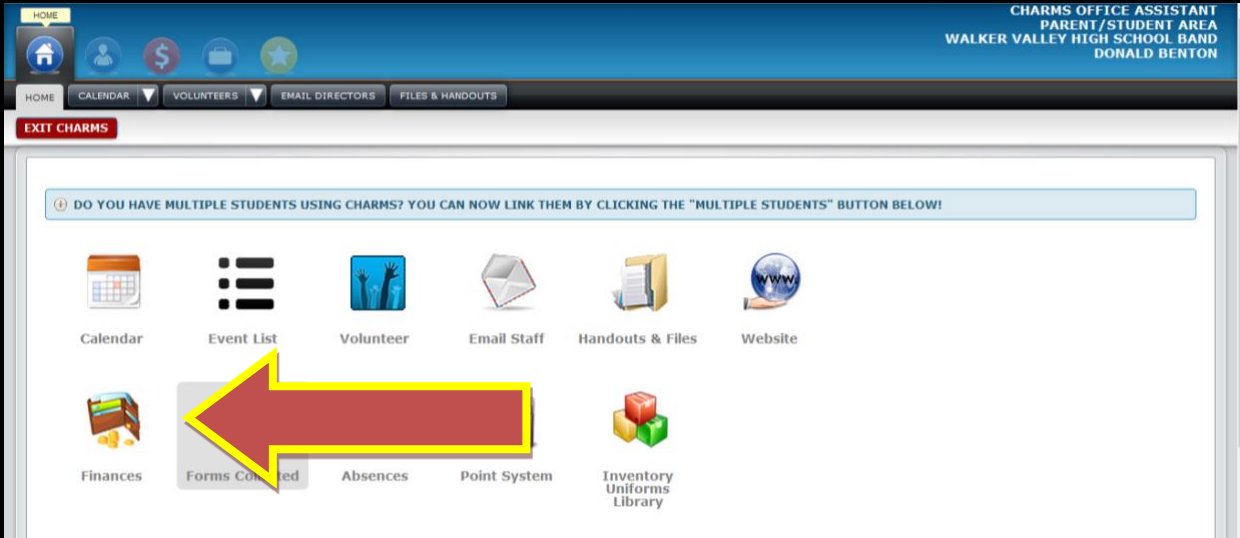 HOME
CHARMS OFFICE ASSISTANT
PARENT/STUDENT AREA
WALKER VALLEY HIGH SCHOOL BAND
DONALD BENTON
HOME CALENDAR VOLUNTEERS EMAIL DIRECTORS FILES & HANDOUTS
EXIT CHARMS
DO YOU HAVE MULTIPLE STUDENTS USING CHARMS? YOU CAN NOW LINK THEM BY CLICKING THE "MULTIPLE STUDENTS" BUTTON BELOW!
www.
Calendar Event List Volunteer Email Staff Handouts & Files Website
Finances Forms Absences Point System Inventory
Uniforms
Library